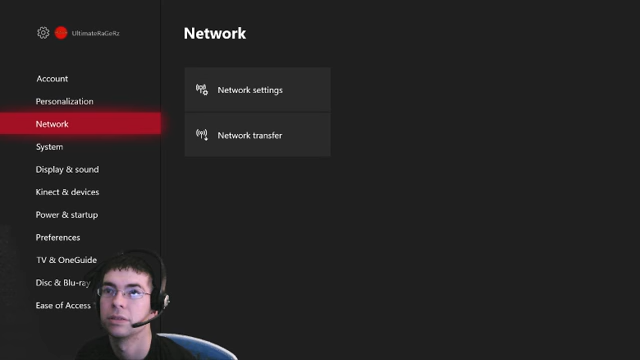 UltimateRaGeRz
Network
Account
Personalization
Network
System
Display & sound
Kinect & devices
Power & startup
Preferences
TV & OneGuide
Disc & Blu-ray
Ease of Access
Network settings
Network transfer